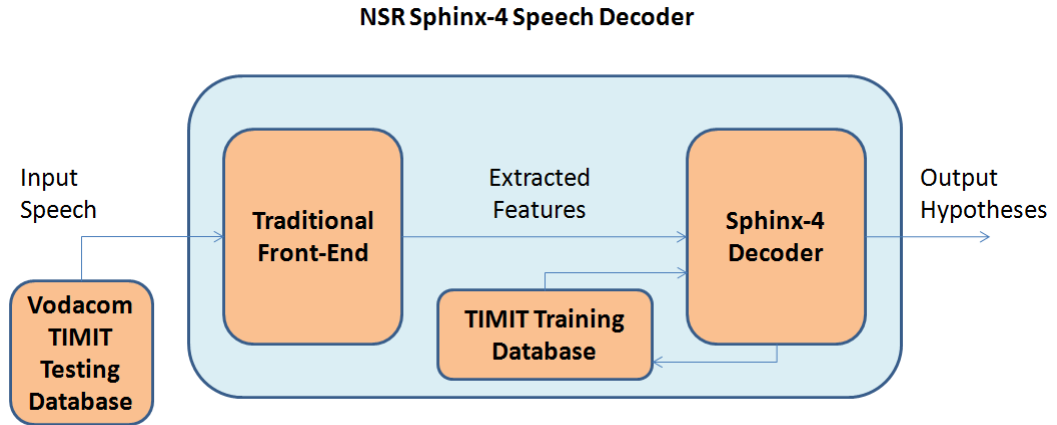 NSR Sphinx-4 Speech Decoder
Input
Speech
Traditional
Front-End
Extracted
Features
Sphinx-4
Decoder
Output
Hypotheses
Vodacom
TIMIT
Testing
Database
TIMIT Training
Database